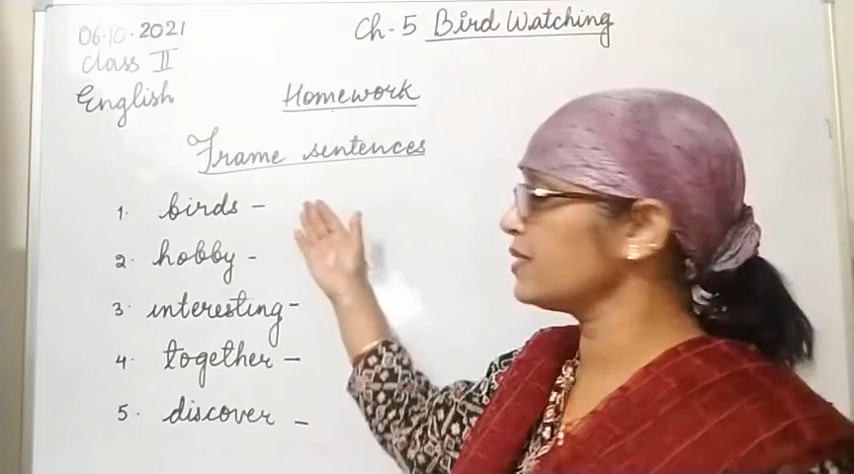 06.10.2021
Ch-5 Bird Watching
Class II
English
Homework
Frame sentences
1. birds -
2. hobby -
3. interesting -
4. together -
5. discover -